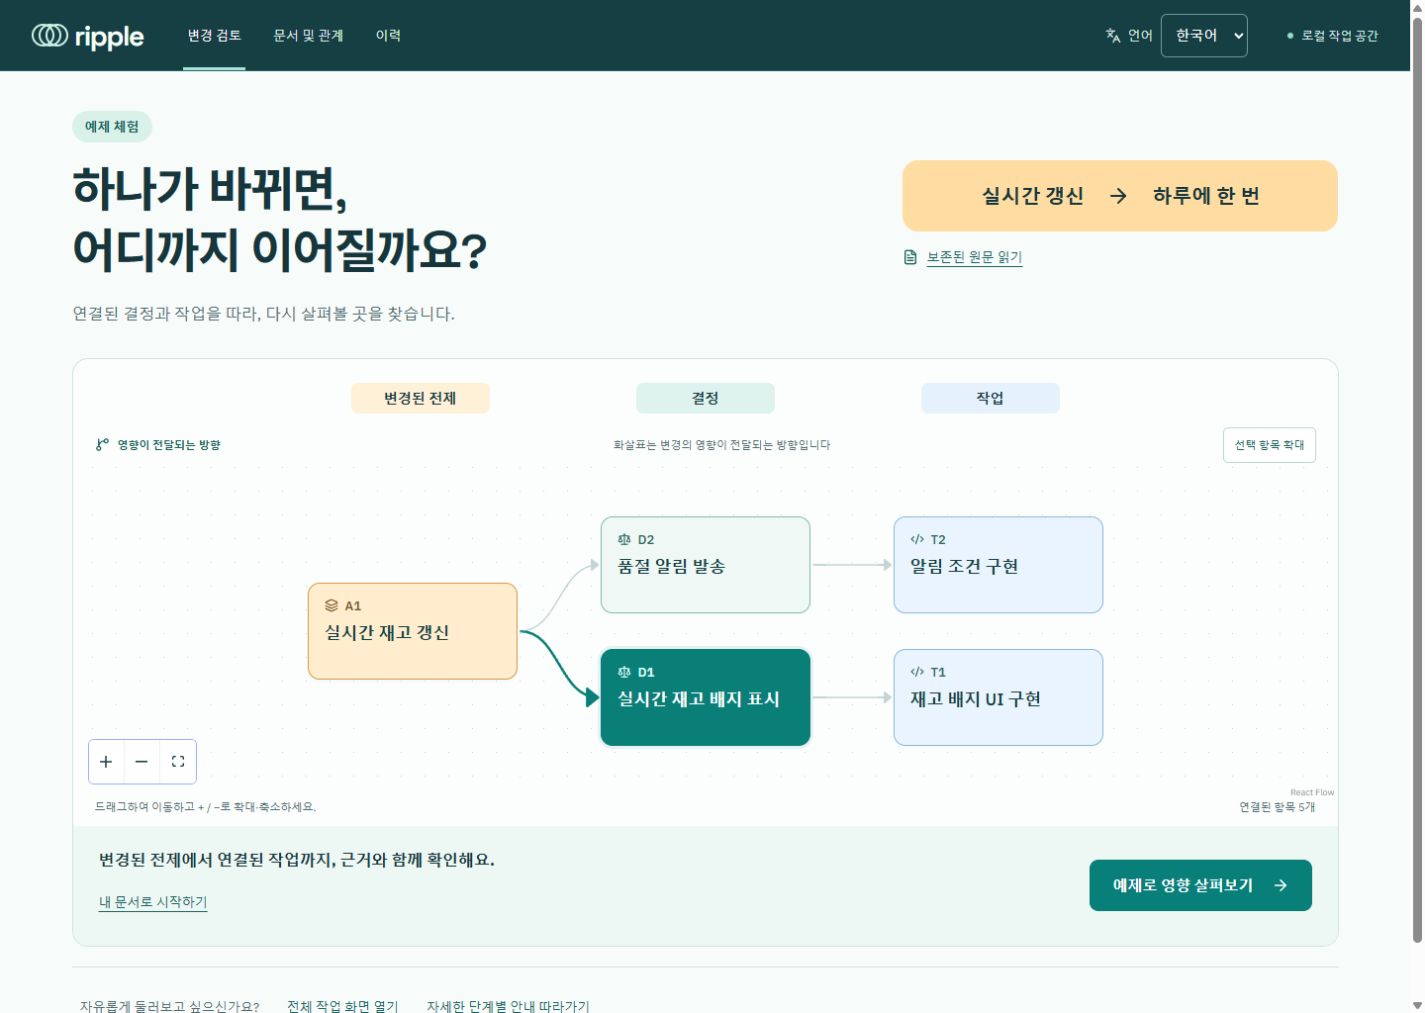 ripple
변경 검토
문서 및 관계
이력
언어
한국어
로컬 작업 공간
예제 체험
하나가 바뀌면,
어디까지 이어질까요?
연결된 결정과 작업을 따라, 다시 살펴볼 곳을 찾습니다.
실시간 갱신 → 하루에 한 번
보존된 원문 읽기
변경된 전제
결정
작업
영향이 전달되는 방향
화살표는 변경의 영향이 전달되는 방향입니다
선택 항목 확대
D2
품절 알림 발송
T2
알림 조건 구현
A1
실시간 재고 갱신
D1
실시간 재고 배지 표시
T1
재고 배지 UI 구현
드래그하여 이동하고 + / −로 확대·축소하세요.
React Flow
연결된 항목 5개
변경된 전제에서 연결된 작업까지, 근거와 함께 확인해요.
내 문서로 시작하기
예제로 영향 살펴보기 →
자유롭게 둘러보고 싶으신가요?
전체 작업 화면 열기
자세한 단계별 안내 따라가기